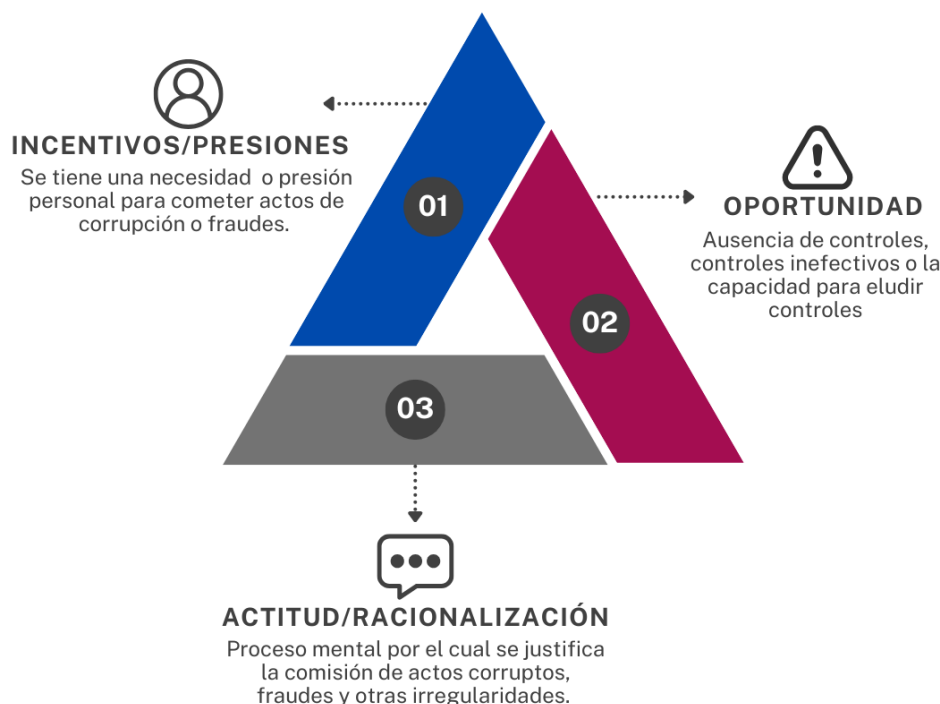 INCENTIVOS/PRESIONES
Se tiene una necesidad o presión
personal para cometer actos de
corrupción o fraudes.
01
OPORTUNIDAD
Ausencia de controles,
controles inefectivos o la
capacidad para eludir
controles
02
03
ACTITUD/RACIONALIZACIÓN
Proceso mental por el cual se justifica
la comisión de actos corruptos,
fraudes y otras irregularidades.